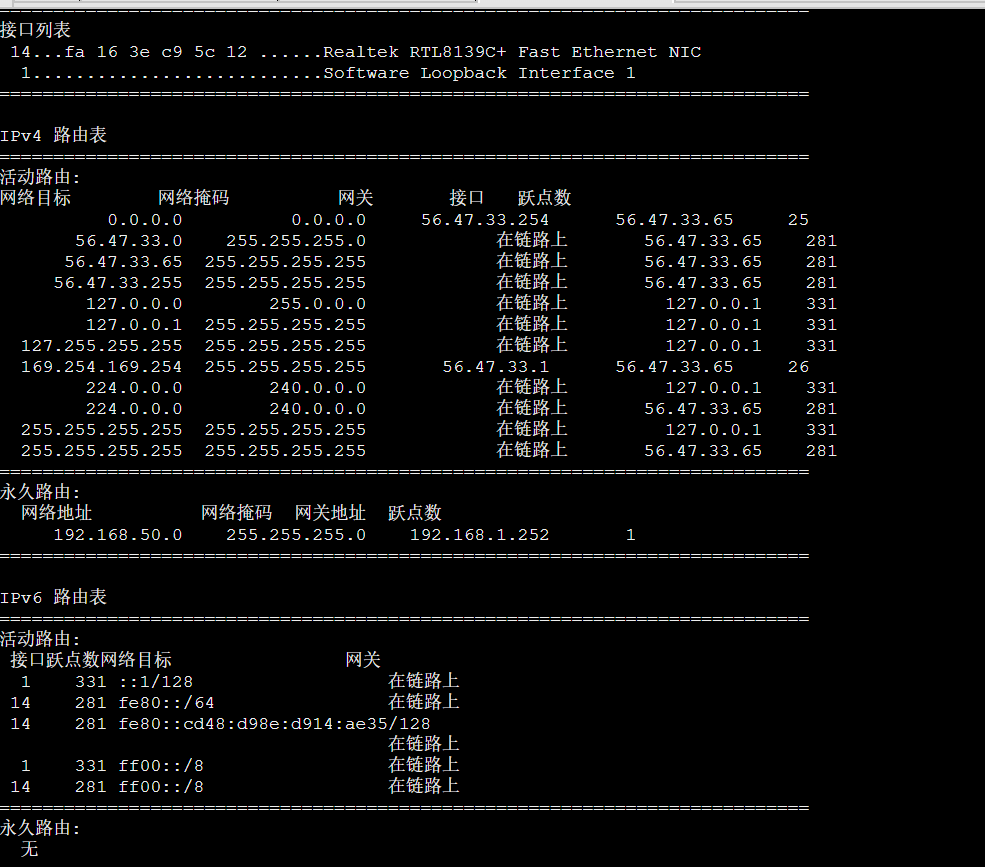 ===========================================================================
接口列表
 14...fa 16 3e c9 5c 12 ......Realtek RTL8139C+ Fast Ethernet NIC
  1...........................Software Loopback Interface 1
===========================================================================
IPv4 路由表
===========================================================================
活动路由:
网络目标        网络掩码          网关       接口   跃点数
          0.0.0.0          0.0.0.0     56.47.33.254      56.47.33.65     25
       56.47.33.0    255.255.255.0            在链路上       56.47.33.65    281
      56.47.33.65  255.255.255.255            在链路上       56.47.33.65    281
     56.47.33.255  255.255.255.255            在链路上       56.47.33.65    281
        127.0.0.0        255.0.0.0            在链路上         127.0.0.1    331
        127.0.0.1  255.255.255.255            在链路上         127.0.0.1    331
  127.255.255.255  255.255.255.255            在链路上         127.0.0.1    331
  169.254.169.254  255.255.255.255       56.47.33.1      56.47.33.65     26
        224.0.0.0        240.0.0.0            在链路上         127.0.0.1    331
        224.0.0.0        240.0.0.0            在链路上       56.47.33.65    281
  255.255.255.255  255.255.255.255            在链路上         127.0.0.1    331
  255.255.255.255  255.255.255.255            在链路上       56.47.33.65    281
===========================================================================
永久路由:
  网络地址          网络掩码  网关地址  跃点数
     192.168.50.0    255.255.255.0    192.168.1.252       1
===========================================================================
IPv6 路由表
===========================================================================
活动路由:
 接口跃点数网络目标                网关
  1    331 ::1/128                  在链路上
 14    281 fe80::/64                在链路上
 14    281 fe80::cd48:d98e:d914:ae35/128
                                    在链路上
  1    331 ff00::/8                 在链路上
 14    281 ff00::/8                 在链路上
===========================================================================
永久路由:
  无